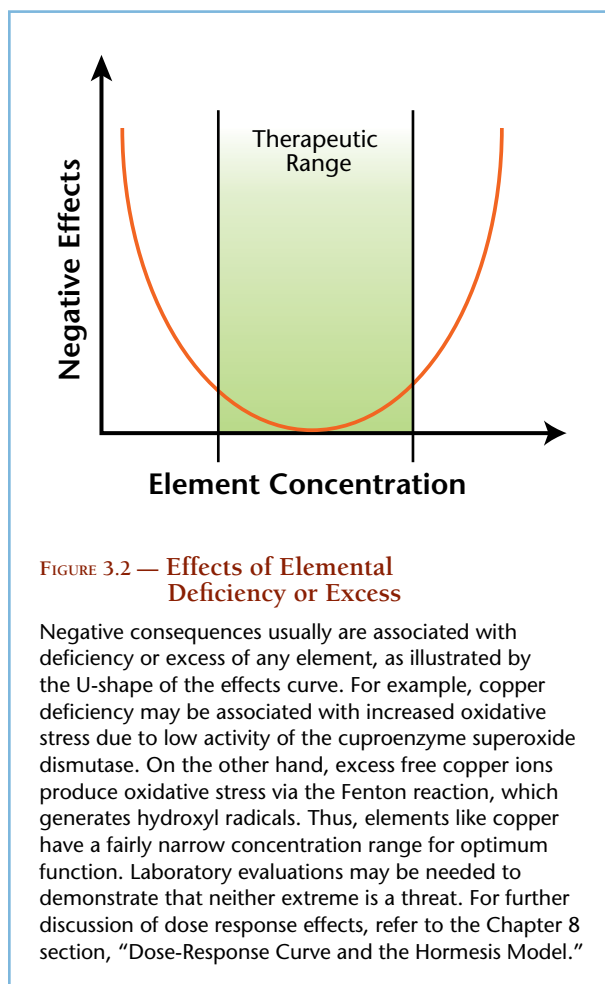 Negative Effects
Therapeutic
Range
Element Concentration
FIGURE 3.2 — Effects of Elemental
Deficiency or Excess
Negative consequences usually are associated with
deficiency or excess of any element, as illustrated by
the U-shape of the effects curve. For example, copper
deficiency may be associated with increased oxidative
stress due to low activity of the cuproenzyme superoxide
dismutase. On the other hand, excess free copper ions
produce oxidative stress via the Fenton reaction, which
generates hydroxyl radicals. Thus, elements like copper
have a fairly narrow concentration range for optimum
function. Laboratory evaluations may be needed to
demonstrate that neither extreme is a threat. For further
discussion of dose response effects, refer to the Chapter 8
section, “Dose-Response Curve and the Hormesis Model.”